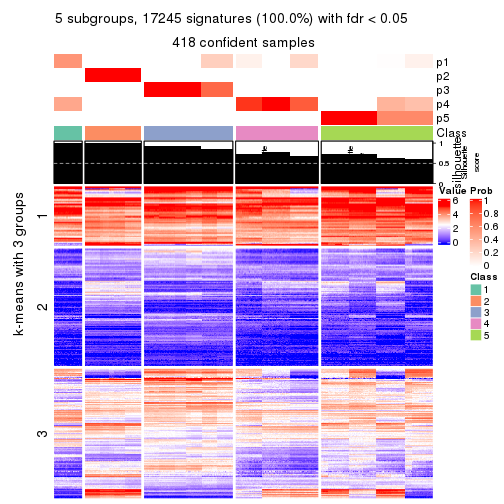 5 subgroups, 17245 signatures (100.0%) with fdr < 0.05
418 confident samples
p1
p2
p3
p4
p5
Class
1
0.5
0
silhouette
Silhouette
score
k-means with 3 groups
1
2
3
Value
6
4
2
0
Prob
1
0.8
0.6
0.4
0.2
0
Class
1
2
3
4
5